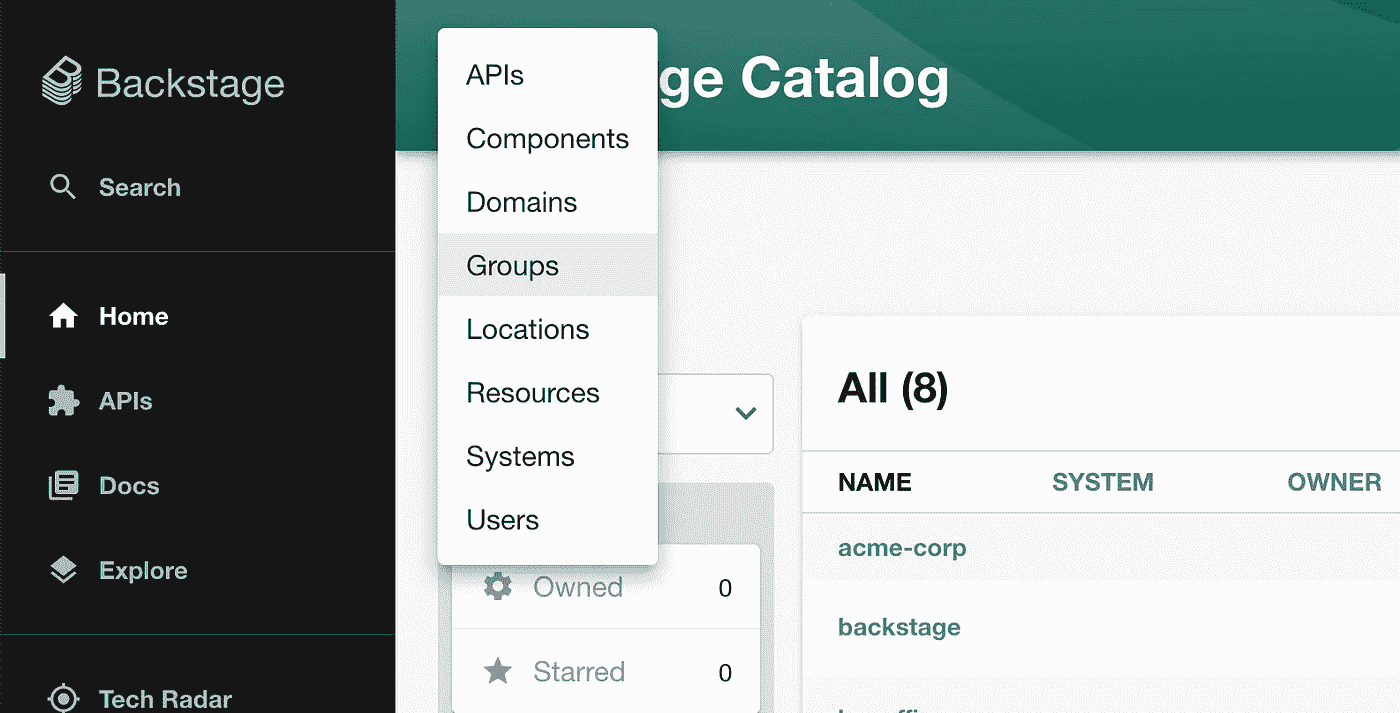 Backstage
Search
Home
APIs
Docs
Explore
Tech Radar
ge Catalog
APIs
Components
Domains
Groups
Locations
Resources
Systems
Users
Owned 0
Starred 0
All (8)
NAME SYSTEM OWNER
acme-corp
backstage